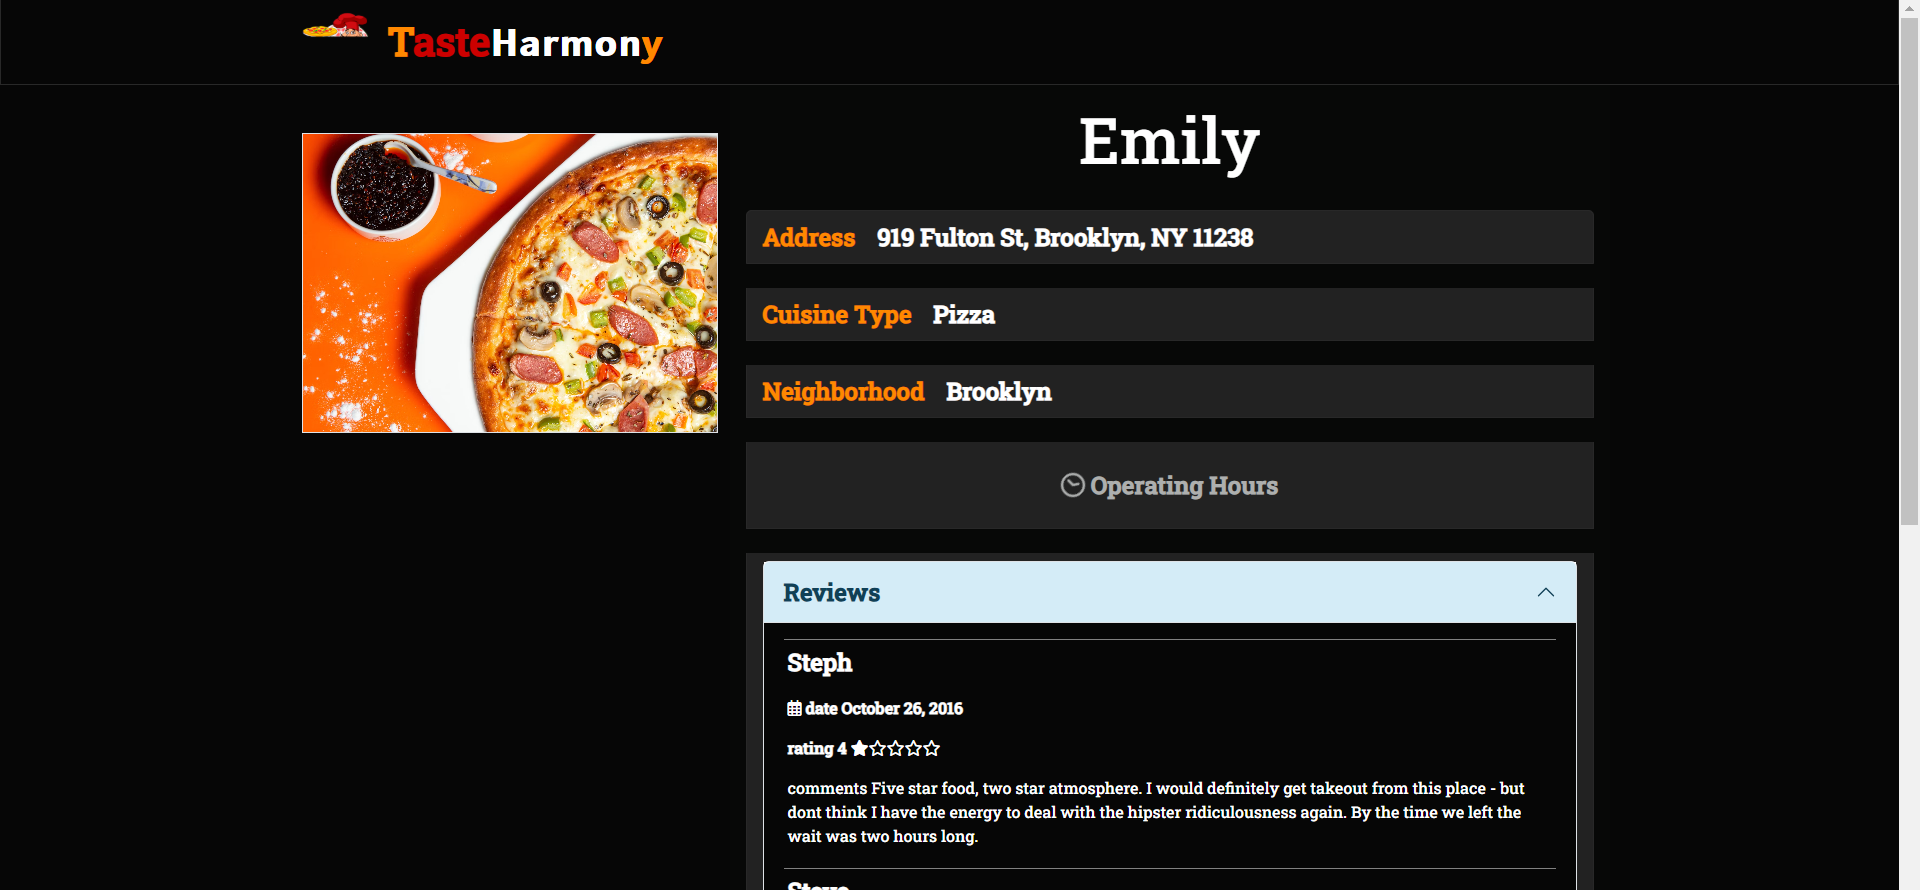 TasteHarmony
Emily
Address 919 Fulton St, Brooklyn, NY 11238
Cuisine Type Pizza
Neighborhood Brooklyn
Operating Hours
Reviews
Steph
date October 26, 2016
rating 4
comments Five star food, two star atmosphere. I would definitely get takeout from this place - but
dont think I have the energy to deal with the hipster ridiculousness again. By the time we left the
wait was two hours long.